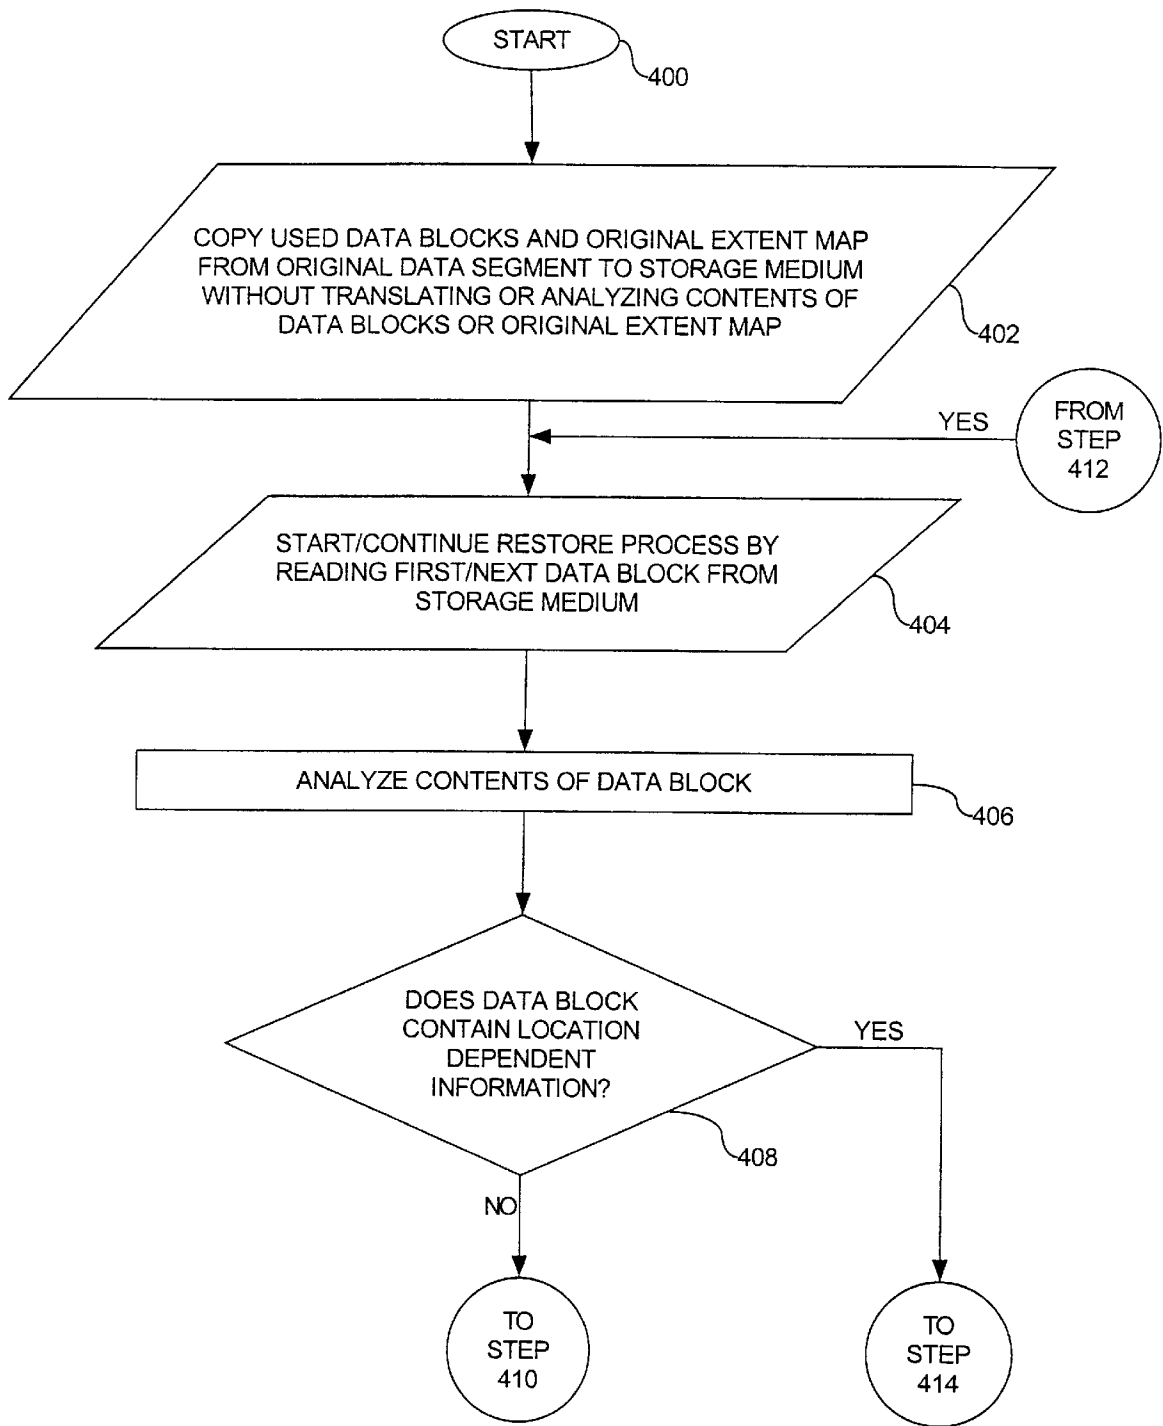 START
400
COPY USED DATA BLOCKS AND ORIGINAL EXTENT MAP
FROM ORIGINAL DATA SEGMENT TO STORAGE MEDIUM
WITHOUT TRANSLATING OR ANALYZING CONTENTS OF
DATA BLOCKS OR ORIGINAL EXTENT MAP
402
YES
FROM
STEP
412
START/CONTINUE RESTORE PROCESS BY
READING FIRST/NEXT DATA BLOCK FROM
STORAGE MEDIUM
404
ANALYZE CONTENTS OF DATA BLOCK
406
DOES DATA BLOCK
CONTAIN LOCATION
DEPENDENT
INFORMATION?
YES
408
NO
TO
STEP
410
TO
STEP
414